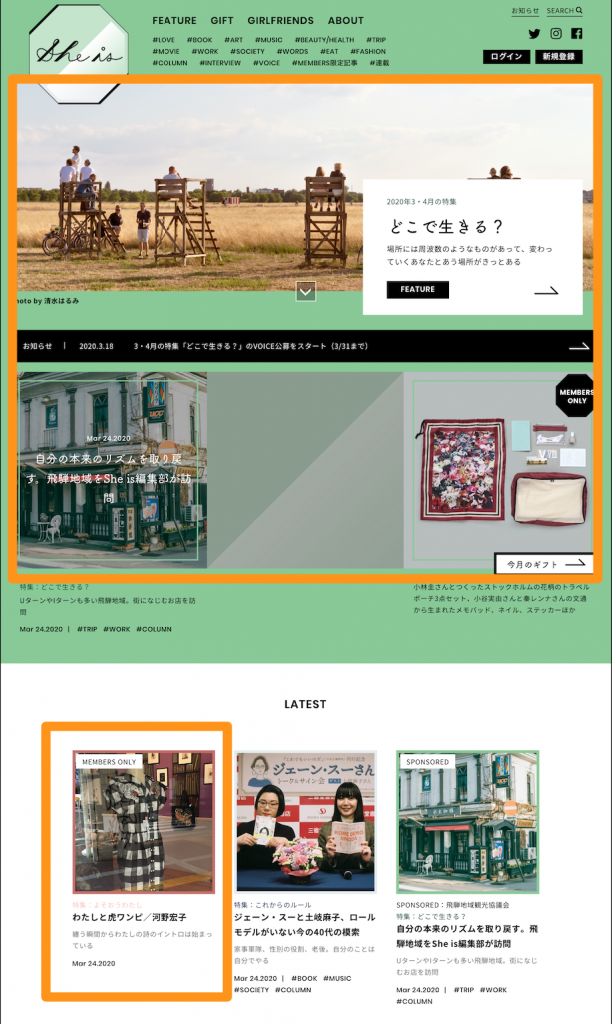 She is
FEATURE GIFT GIRLFRIENDS ABOUT
#LOVE #BOOK #ART #MUSIC #BEAUTY/HEALTH #TRIP
#MOVIE #WORK #SOCIETY #WORDS #EAT #FASHION
#COLUMN #INTERVIEW #VOICE #MEMBERS限定記事 #連載
お知らせ SEARCH
ログイン 新規登録
2020年3・4月の特集
どこで生きる？
場所には周波数のようなものがあって、変わっ
ていくあなたとあう場所がきっとある
FEATURE
hoto by 清水はるみ
お知らせ | 2020.3.18 3・4月の特集「どこで生きる？」のVOICE公募をスタート（3/31まで）
Mar 24.2020
自分の本来のリズムを取り戻
す。飛騨地域をShe is編集部が訪
問
MEMBERS
ONLY
今月のギフト
特集：どこで生きる？
UターンやIターンも多い飛騨地域。街になじむお店を訪
問
Mar 24.2020 | #TRIP #WORK #COLUMN
小林圭さんとつくったストックホルムの花柄のトラベル
ポーチ3点セット、小谷実由さんと秦レンナさんの文通
から生まれたメモパッド、ネイル、ステッカーほか
LATEST
MEMBERS ONLY
特集：よそおうわたし
わたしと虎ワンピ／河野宏子
纏う瞬間からわたしの詩のイントロは始まっ
ている
Mar 24.2020
ジェーン・スーさん
トーク&サイン会
特集：これからのルール
ジェーン・スーと土岐麻子、ロール
モデルがいない今の40代の模索
家事軍隊、性別の役割、老後。自分のことは
自分でやる
Mar 24.2020 | #BOOK #MUSIC
#SOCIETY #COLUMN
SPONSORED
SPONSORED：飛騨地域観光協議会
特集：どこで生きる？
自分の本来のリズムを取り戻す。飛
騨地域をShe is編集部が訪問
UターンやIターンも多い飛騨地域。街になじ
むお店を訪問
Mar 24.2020 | #TRIP #WORK
#COLUMN